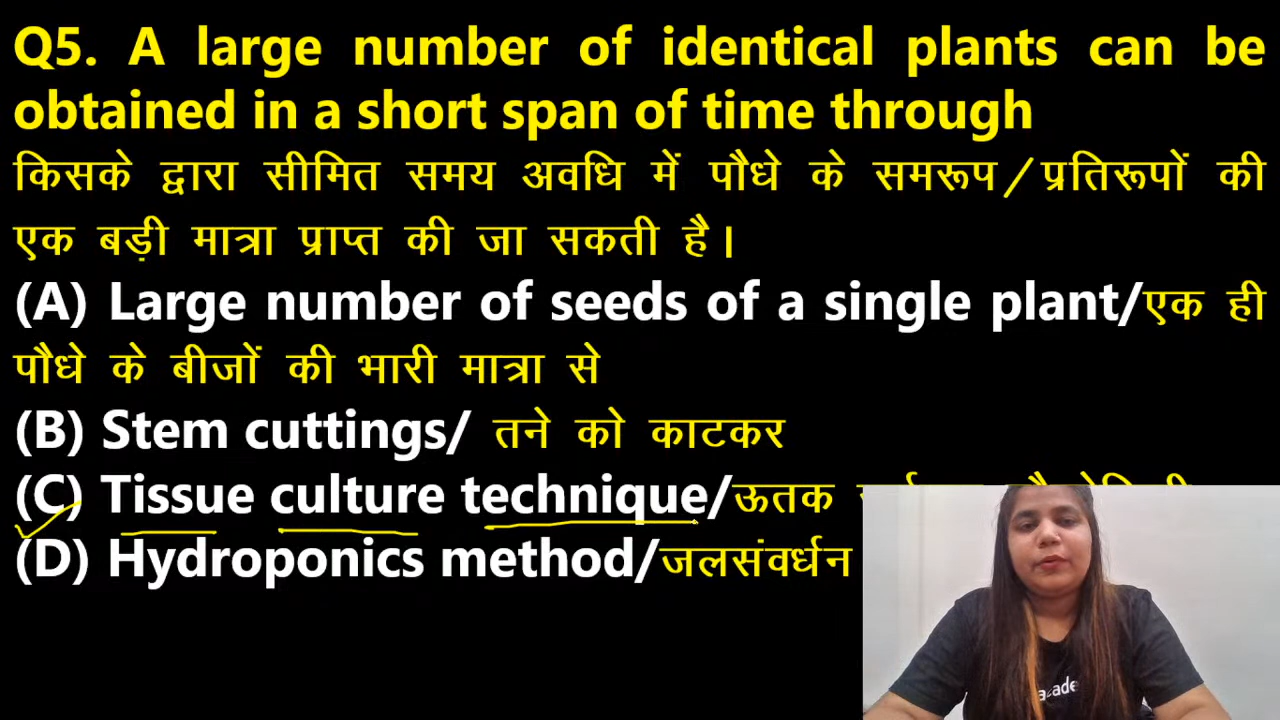 Q5. A large number of identical plants can be
obtained in a short span of time through
किसके द्वारा सीमित समय अवधि में पौधे के समरूप/प्रतिरूपों की
एक बड़ी मात्रा प्राप्त की जा सकती है।
(A) Large number of seeds of a single plant/एक ही
पौधे के बीजों की भारी मात्रा से
(B) Stem cuttings/ तने को काटकर
(C) Tissue culture technique/ऊतक
(D) Hydroponics method/जलसंवर्धन